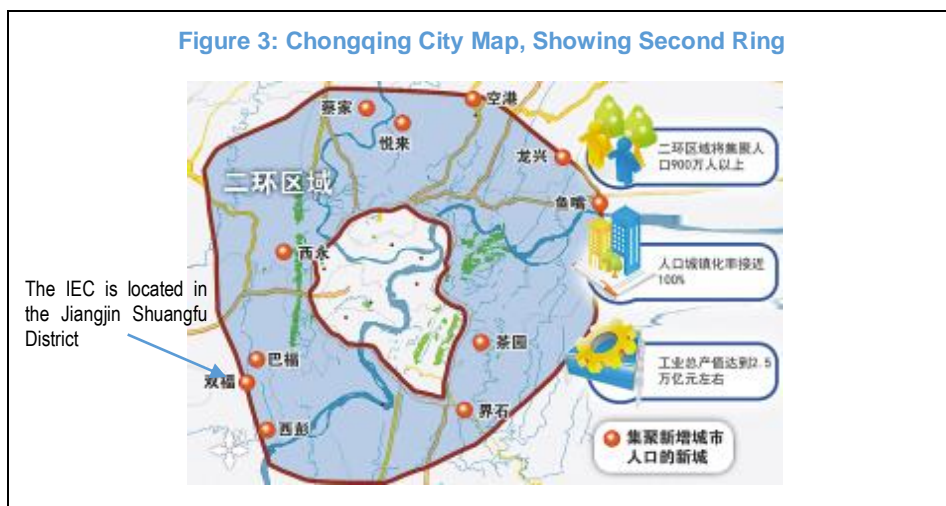 Figure 3: Chongqing City Map, Showing Second Ring
蔡家
空港
悦来
二环区域将集聚人
口900万人以上
龙兴
二环区域
鱼嘴
西永
人口城镇化率接近
100%
The IEC is located in
the Jiangjin Shuangfu
District
茶园
巴福
工业总产值达到2.5
万亿元左右
双福
界石
西彭
集聚新增城市
人口的新城